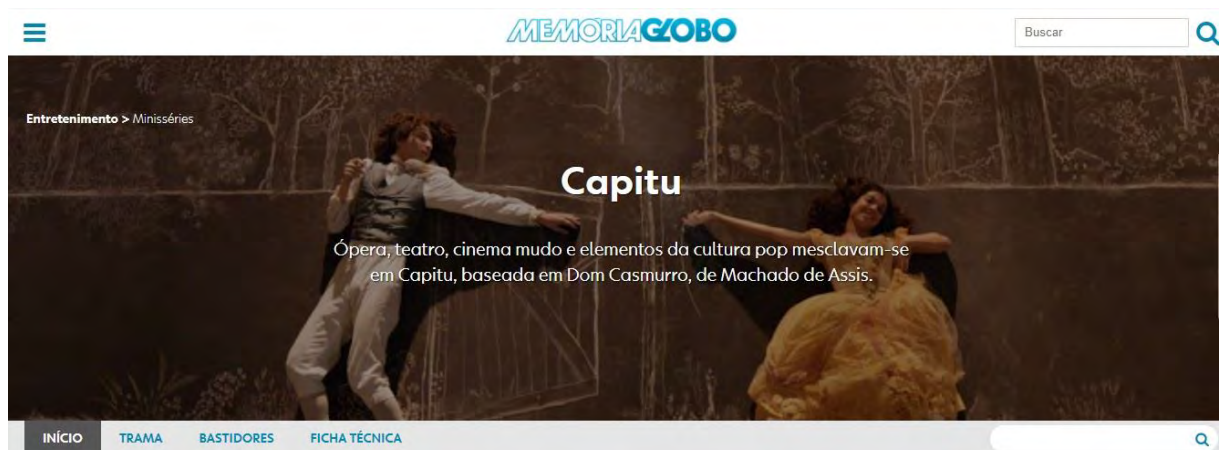 MEMÓRIAGLOBO
Buscar
Entretenimento > Minisséries
Capitu
Ópera, teatro, cinema mudo e elementos da cultura pop mesclavam-se
em Capitu, baseada em Dom Casmurro, de Machado de Assis.
INÍCIO TRAMA BASTIDORES FICHA TÉCNICA